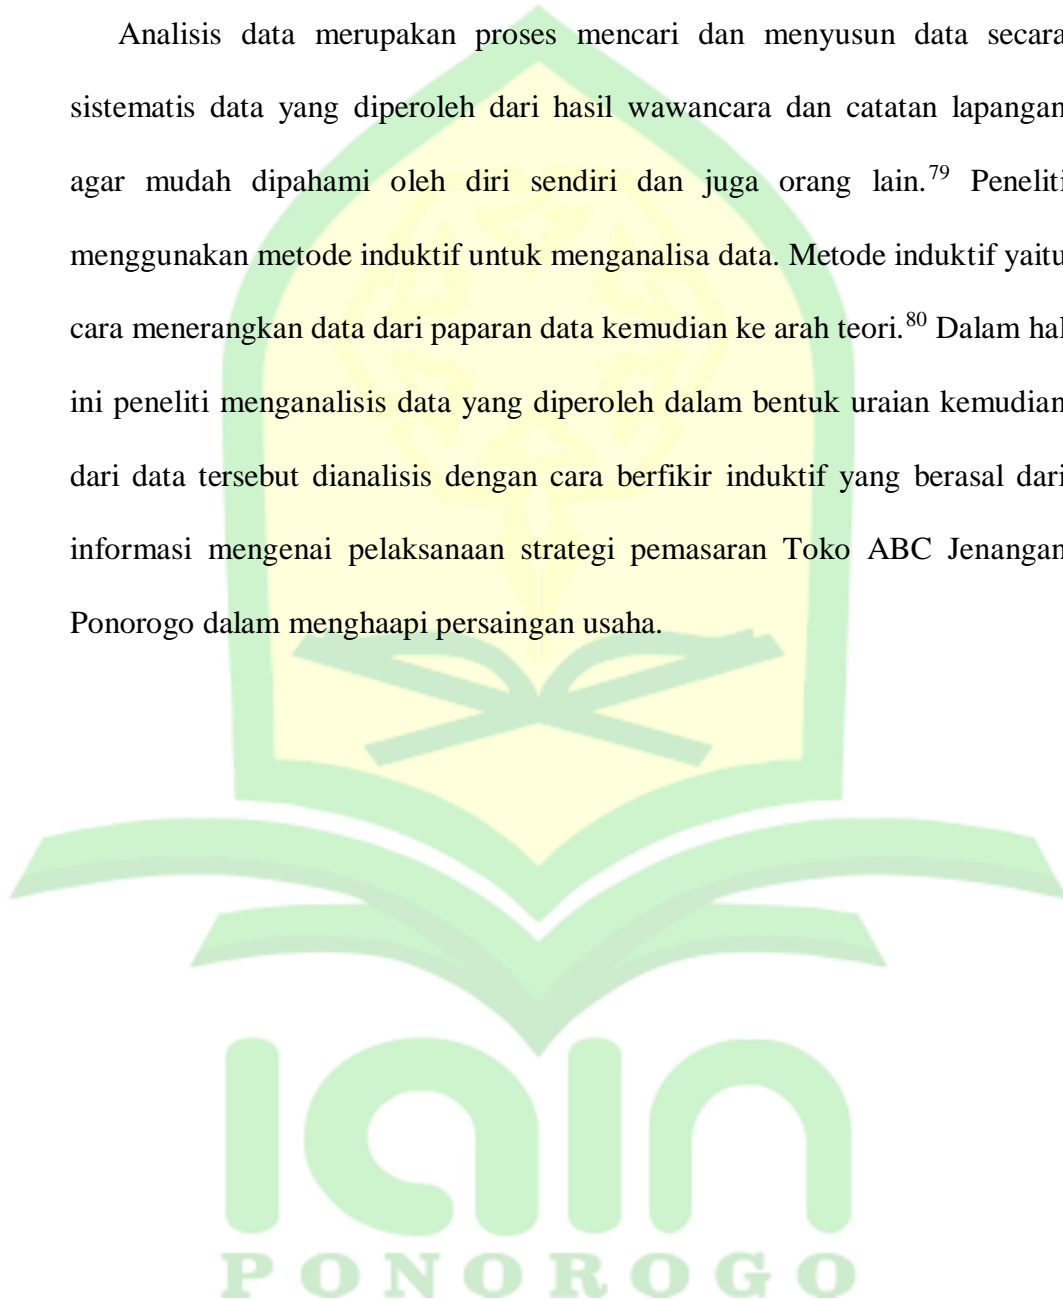 Analisis data merupakan proses mencari dan menyusun data secara
sistematis data yang diperoleh dari hasil wawancara dan catatan lapangan
agar mudah dipahami oleh diri sendiri dan juga orang lain.79 Peneliti
menggunakan metode induktif untuk menganalisa data. Metode induktif yaitu
cara menerangkan data dari paparan data kemudian ke arah teori.80 Dalam hal
ini peneliti menganalisis data yang diperoleh dalam bentuk uraian kemudian
dari data tersebut dianalisis dengan cara berfikir induktif yang berasal dari
informasi mengenai pelaksanaan strategi pemasaran Toko ABC Jenangan
Ponorogo dalam menghaapi persaingan usaha.
iain
PONOROGO